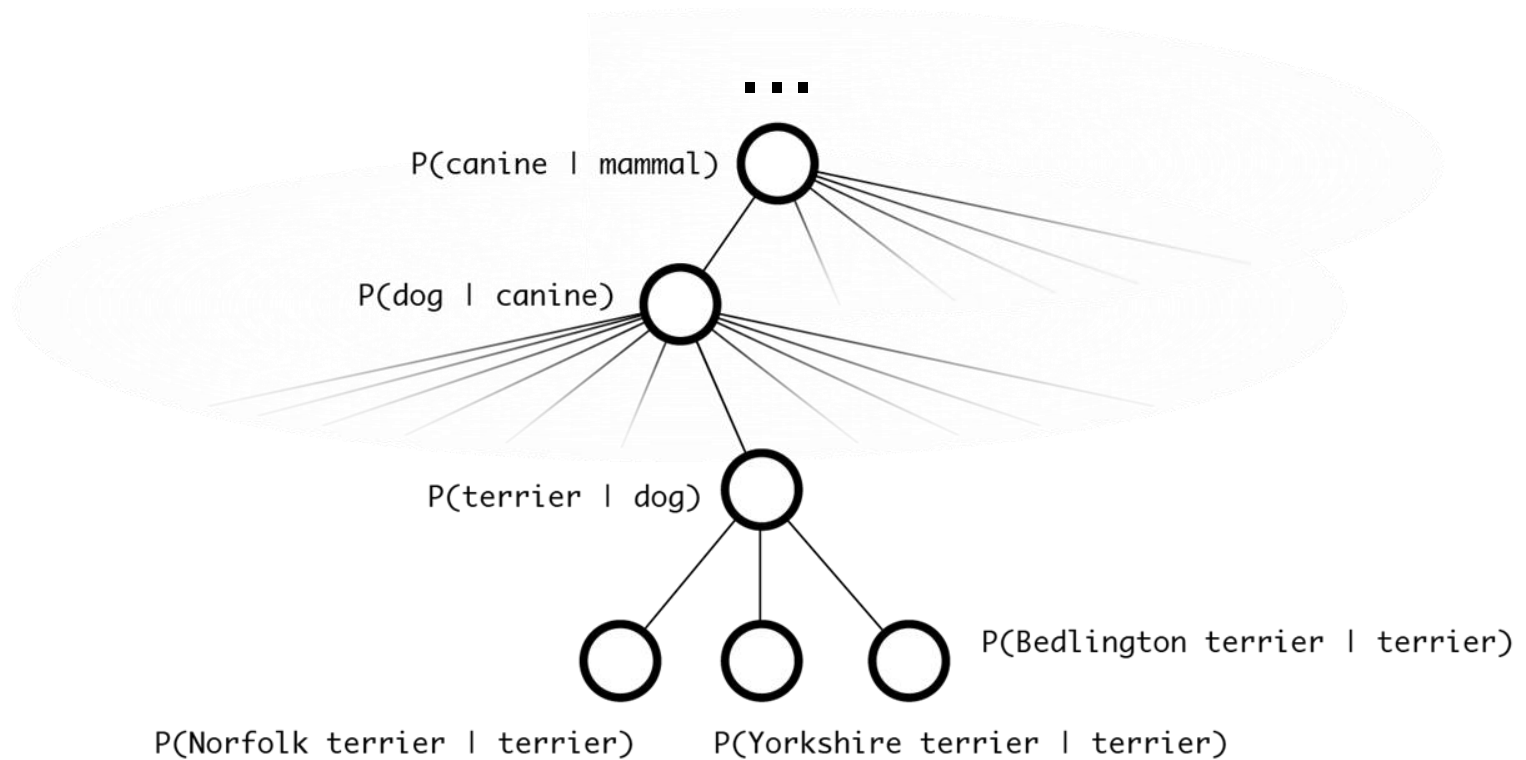 ...
P(canine | mammal)
P(dog | canine)
P(terrier | dog)
P(Bedlington terrier | terrier)
P(Norfolk terrier | terrier)
P(Yorkshire terrier | terrier)